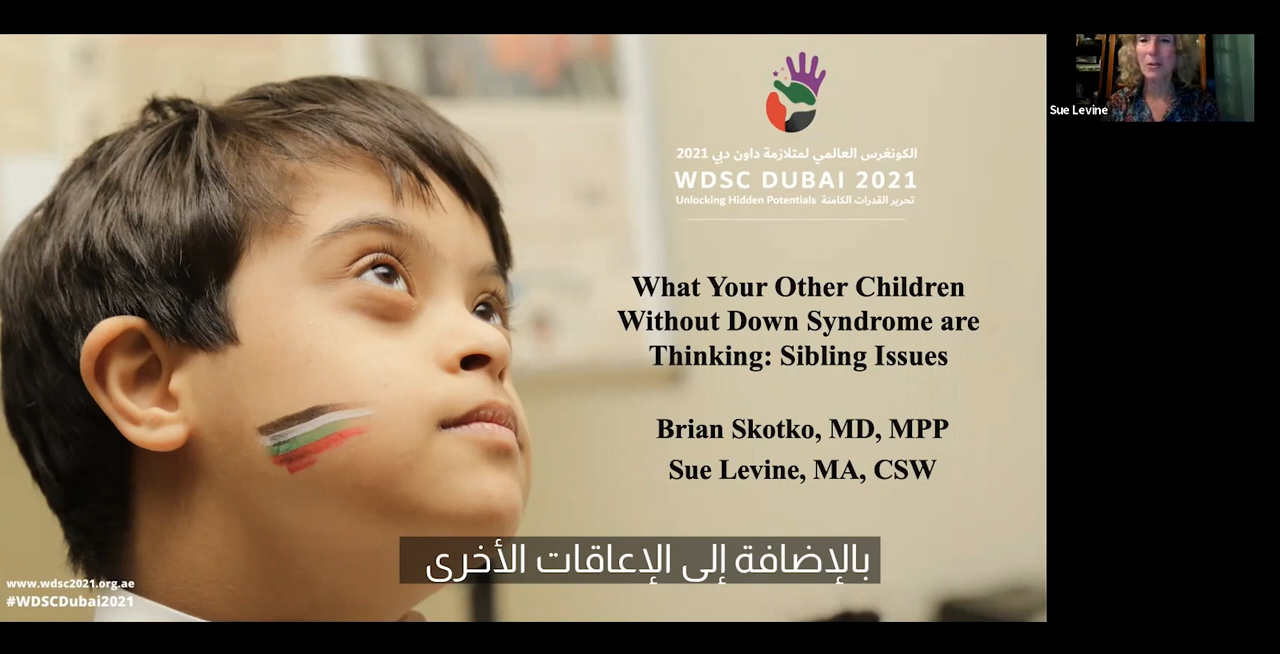 الكونغرس العالمي لمتلازمة داون دبي 2021
WDSC DUBAI 2021
Unlocking Hidden Potentials تحرير القدرات الكامنة
Sue Levine
What Your Other Children
Without Down Syndrome are
Thinking: Sibling Issues
Brian Skotko, MD, MPP
Sue Levine, MA, CSW
بالإضافة إلى الإعاقات الأخرى
www.wdsc2021.org.ae
#WDSCDubai2021